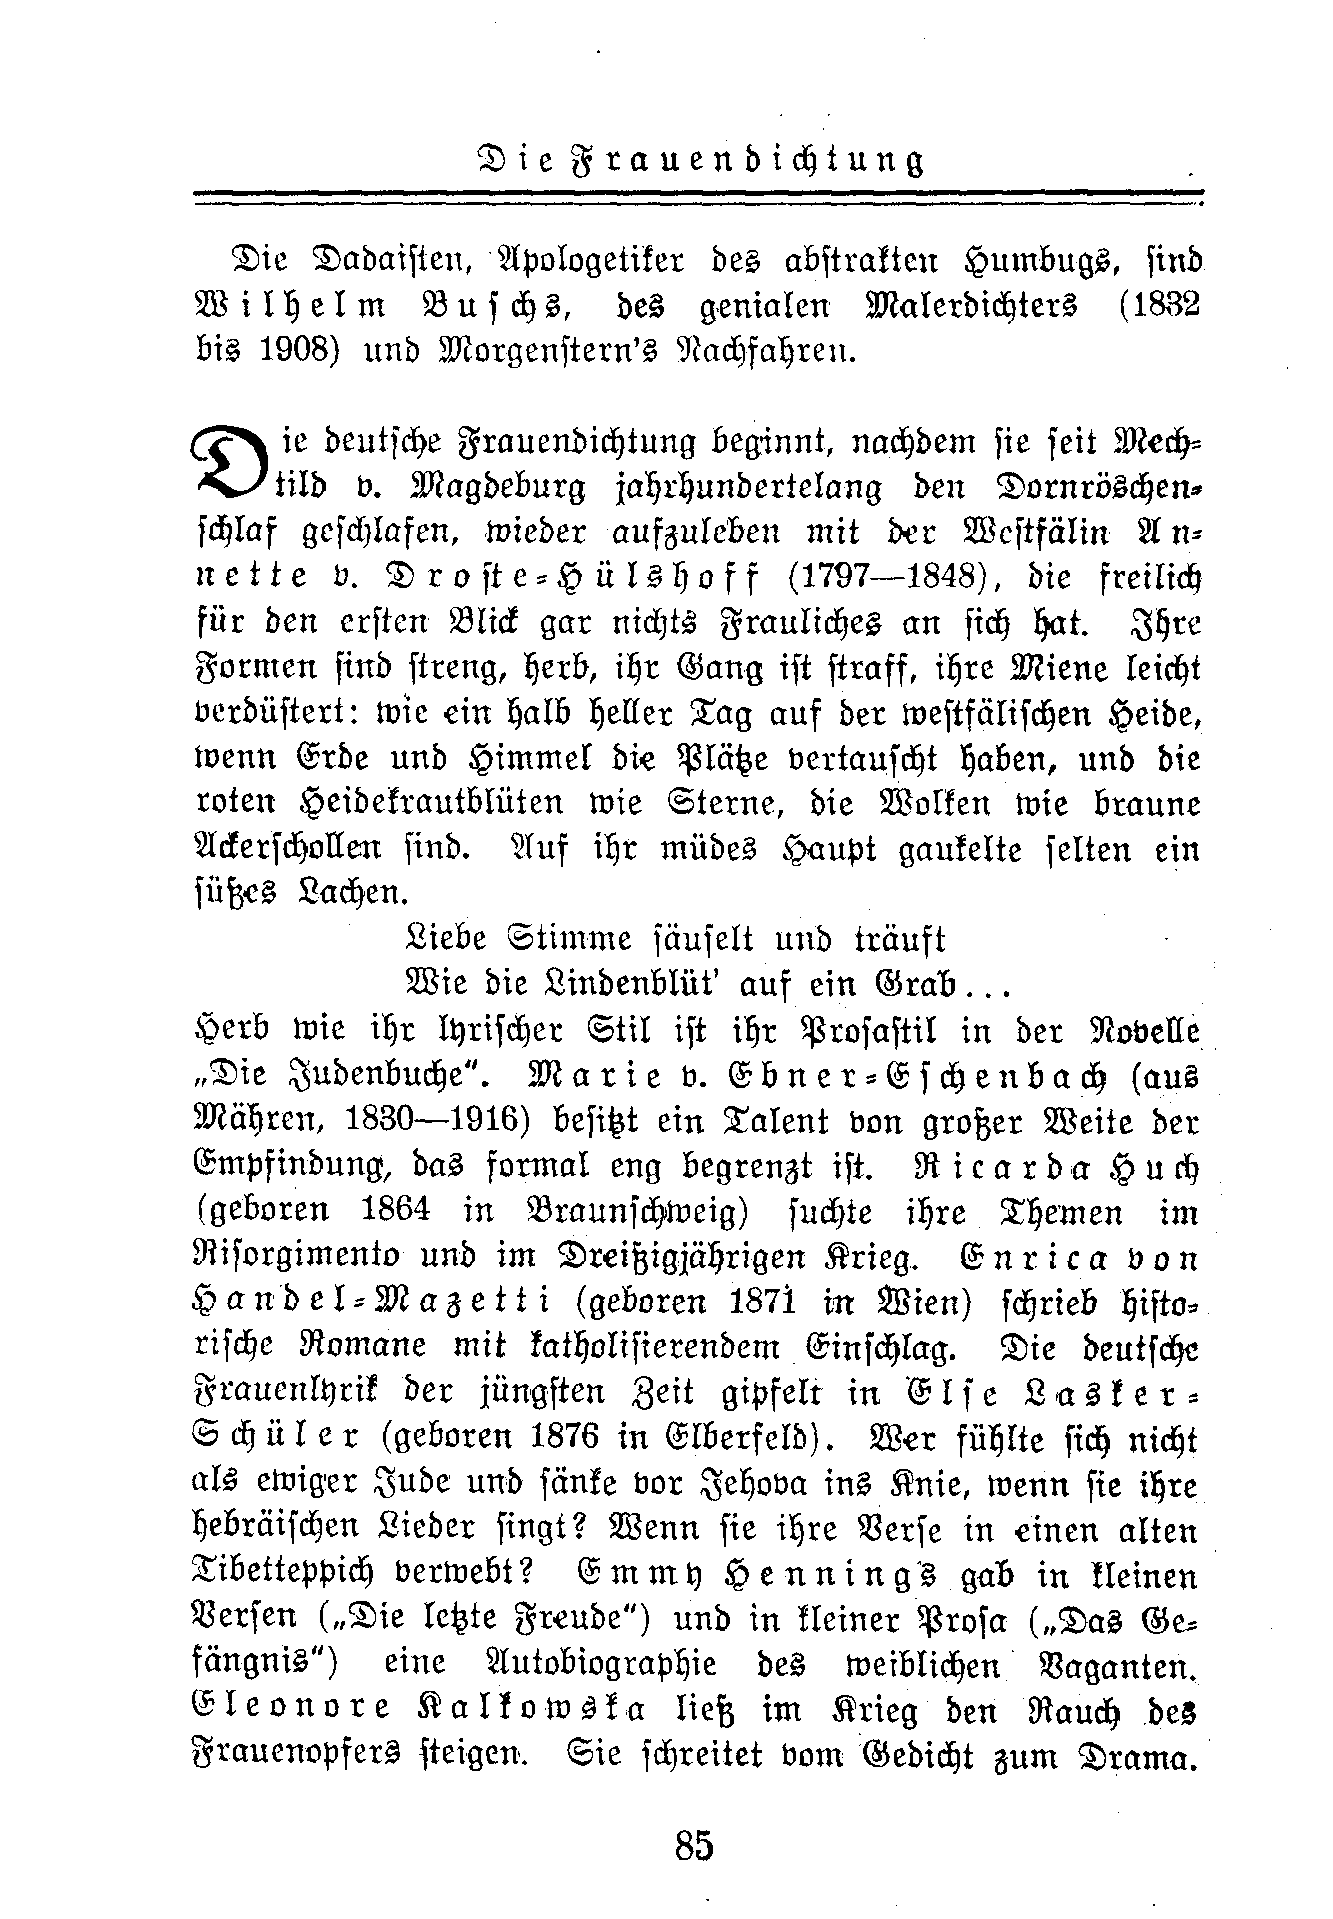 Die Frauendichtung
Die Dadaisten, Apologetiker des abstrakten Humbugs, sind
Wilhelm Buschs, des genialen Malerdichters (1832
bis 1908) und Morgenstern's Nachfahren.
Die deutsche Frauendichtung beginnt, nachdem sie seit Mech-
tild v. Magdeburg jahrhundertelang den Dornröschen-
schlaf geschlafen, wieder aufzuleben mit der Westfälin An-
nette v. Droste-Hülshoff (1797—1848), die freilich
für den ersten Blick gar nichts Frauliches an sich hat. Ihre
Formen sind streng, herb, ihr Gang ist straff, ihre Miene leicht
verdüstert: wie ein halb heller Tag auf der westfälischen Heide,
wenn Erde und Himmel die Plätze vertauscht haben, und die
roten Heidekrautblüten wie Sterne, die Wolken wie braune
Ackerschollen sind. Auf ihr müdes Haupt gaukelte selten ein
süßes Lachen.
Liebe Stimme säuselt und träuft
Wie die Lindenblüt' auf ein Grab...
Herb wie ihr lyrischer Stil ist ihr Prosastil in der Novelle
„Die Judenbuche“. Marie v. Ebner-Eschenbach (aus
Mähren, 1830—1916) besitzt ein Talent von großer Weite der
Empfindung, das formal eng begrenzt ist. Ricarda Huch
(geboren 1864 in Braunschweig) suchte ihre Themen im
Risorgimento und im Dreißigjährigen Krieg. Enrica von
Handel-Mazetti (geboren 1871 in Wien) schrieb histo-
rische Romane mit katholisierendem Einschlag. Die deutsche
Frauenlyrik der jüngsten Zeit gipfelt in Else Lasker-
Schüler (geboren 1876 in Elberfeld). Wer fühlte sich nicht
als ewiger Jude und sänke vor Jehova ins Knie, wenn sie ihre
hebräischen Lieder singt? Wenn sie ihre Verse in einen alten
Tibetteppich verwebt? Emmy Hennings gab in kleinen
Versen („Die letzte Freude“) und in kleiner Prosa („Das Ge-
fängnis“) eine Autobiographie des weiblichen Vaganten.
Eleonore Kalkowska ließ im Krieg den Rauch des
Frauenopfers steigen. Sie schreitet vom Gedicht zum Drama.
85